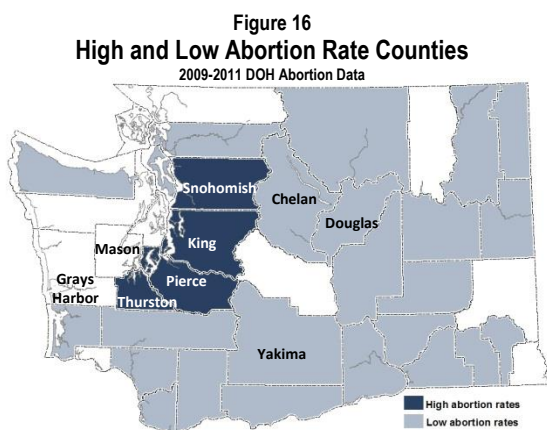 Figure 16
High and Low Abortion Rate Counties
2009-2011 DOH Abortion Data
Snohomish
Chelan
Douglas
King
Mason
Pierce
Grays
Harbor
Thurston
Yakima
High abortion rates
Low abortion rates